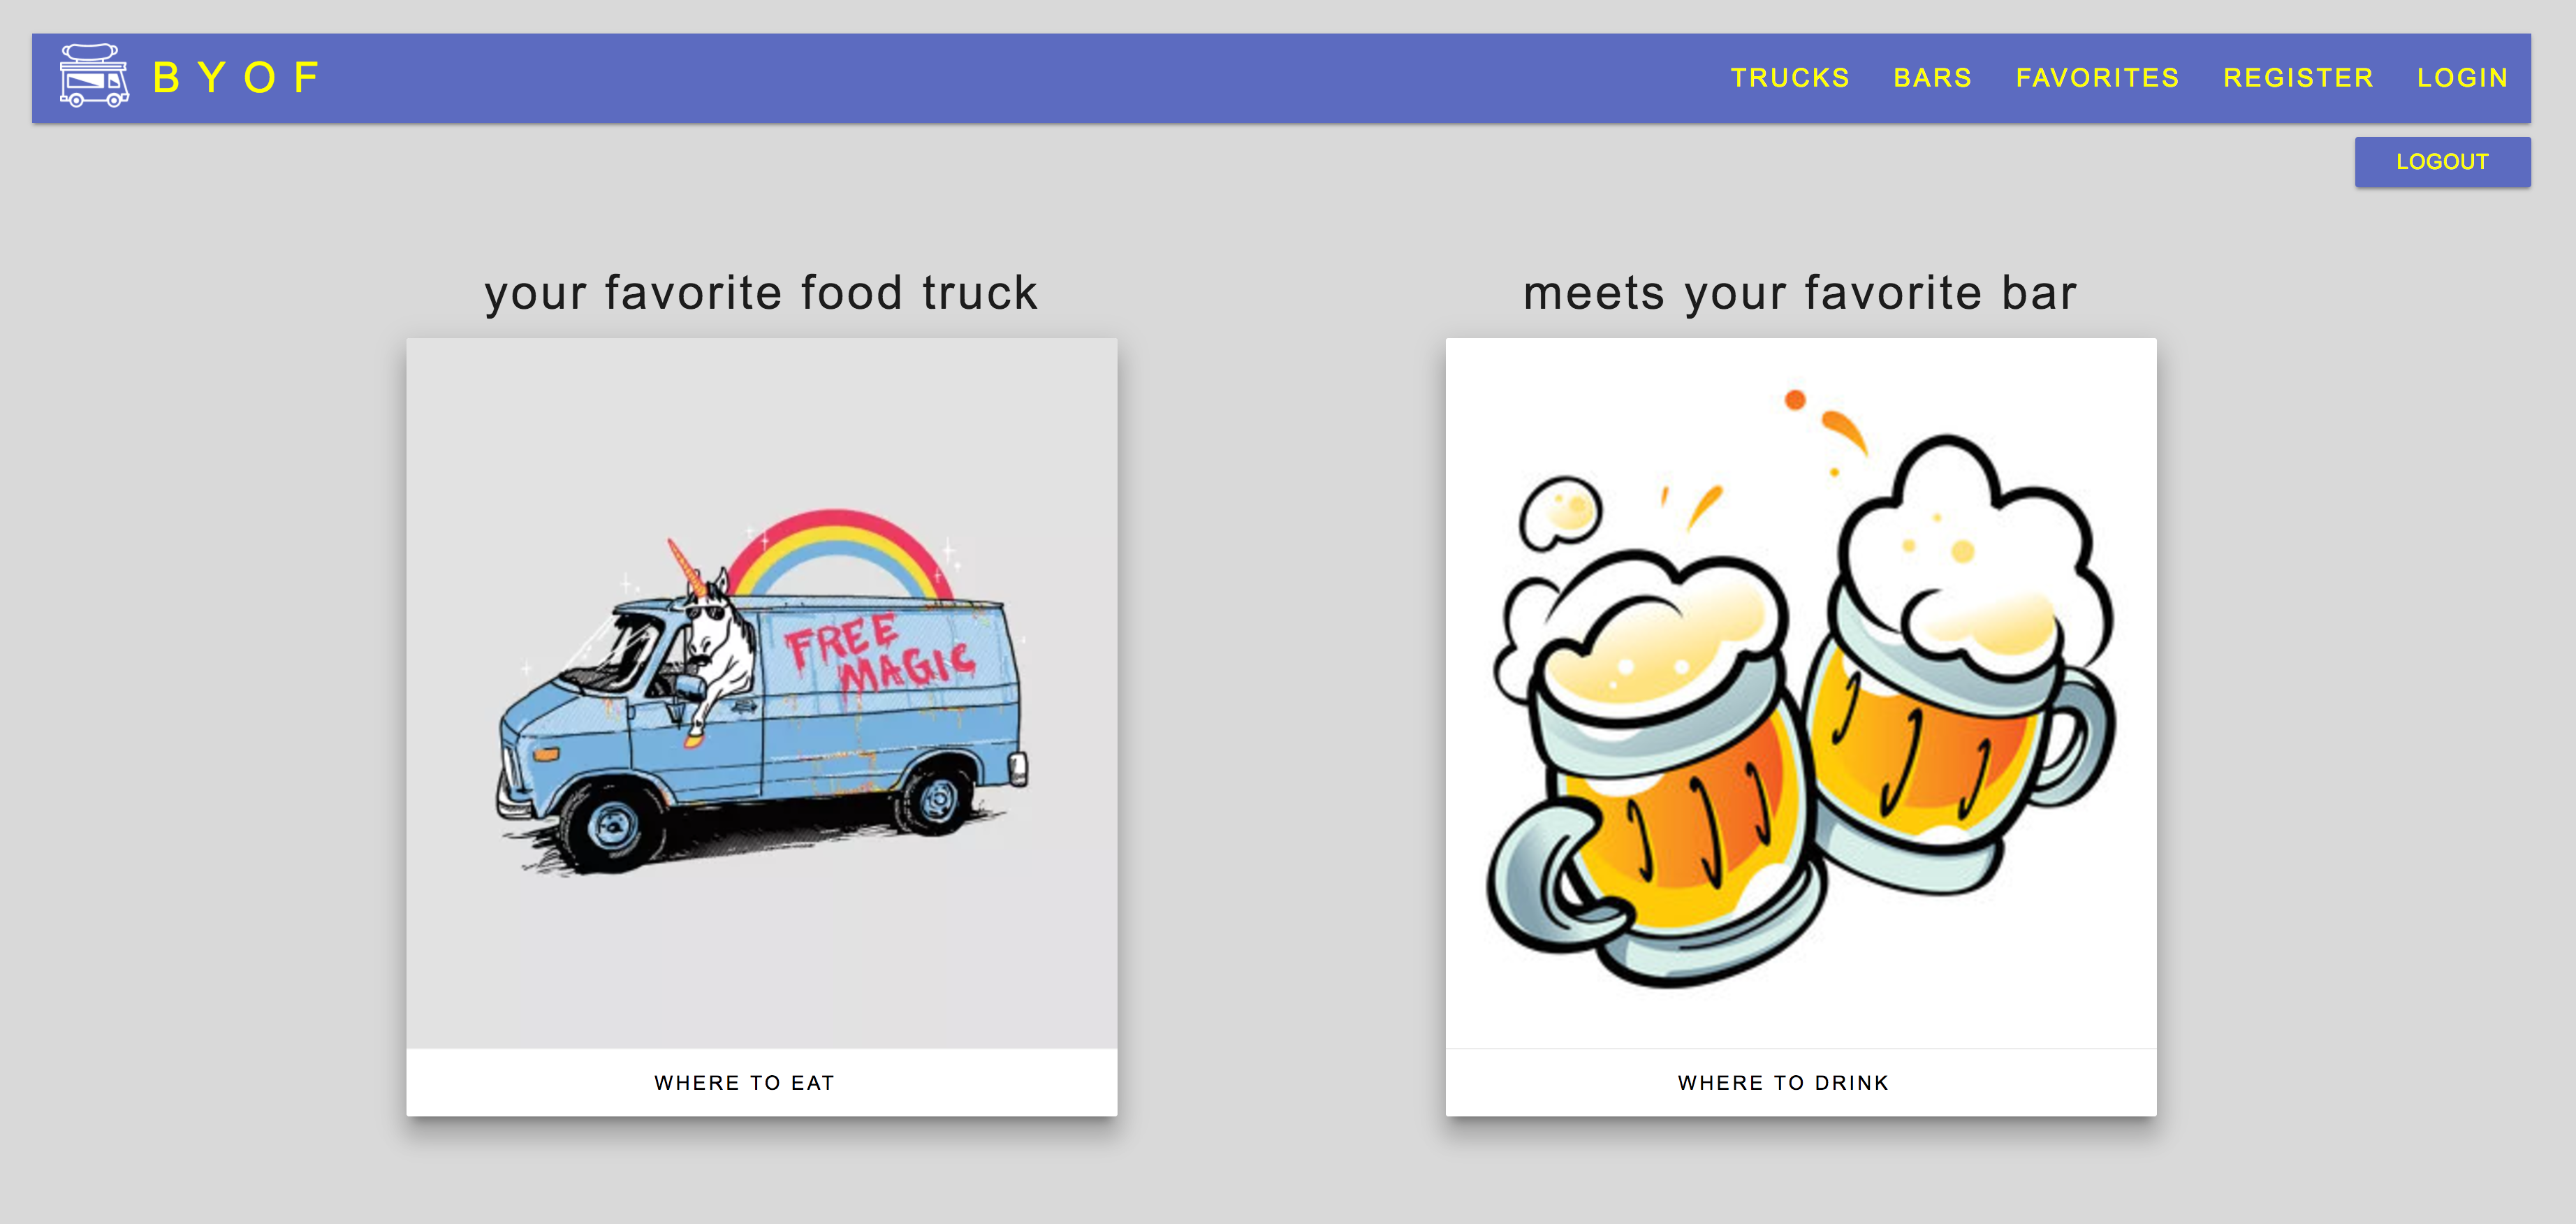 BYOF
TRUCKS BARS FAVORITES REGISTER LOGIN
LOGOUT
your favorite food truck
FREE
MAGIC
WHERE TO EAT
meets your favorite bar
WHERE TO DRINK